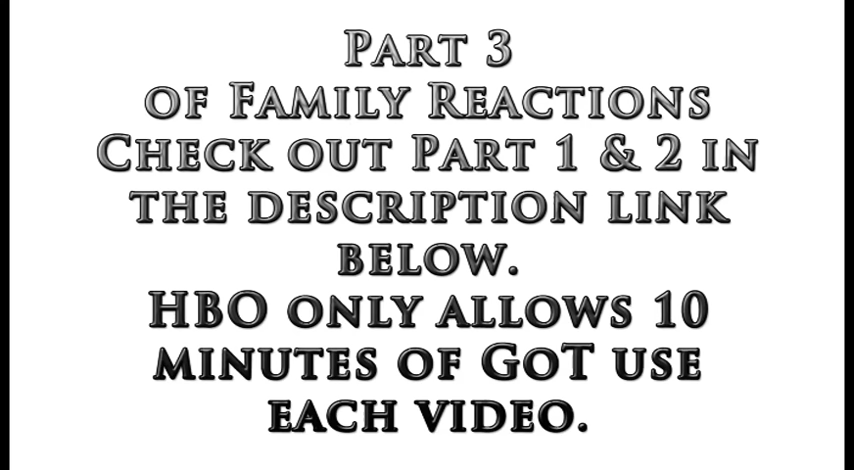 Part 3
of Family Reactions
Check out Part 1 & 2 in
the description link
below.
HBO only allows 10
minutes of GoT use
each video.